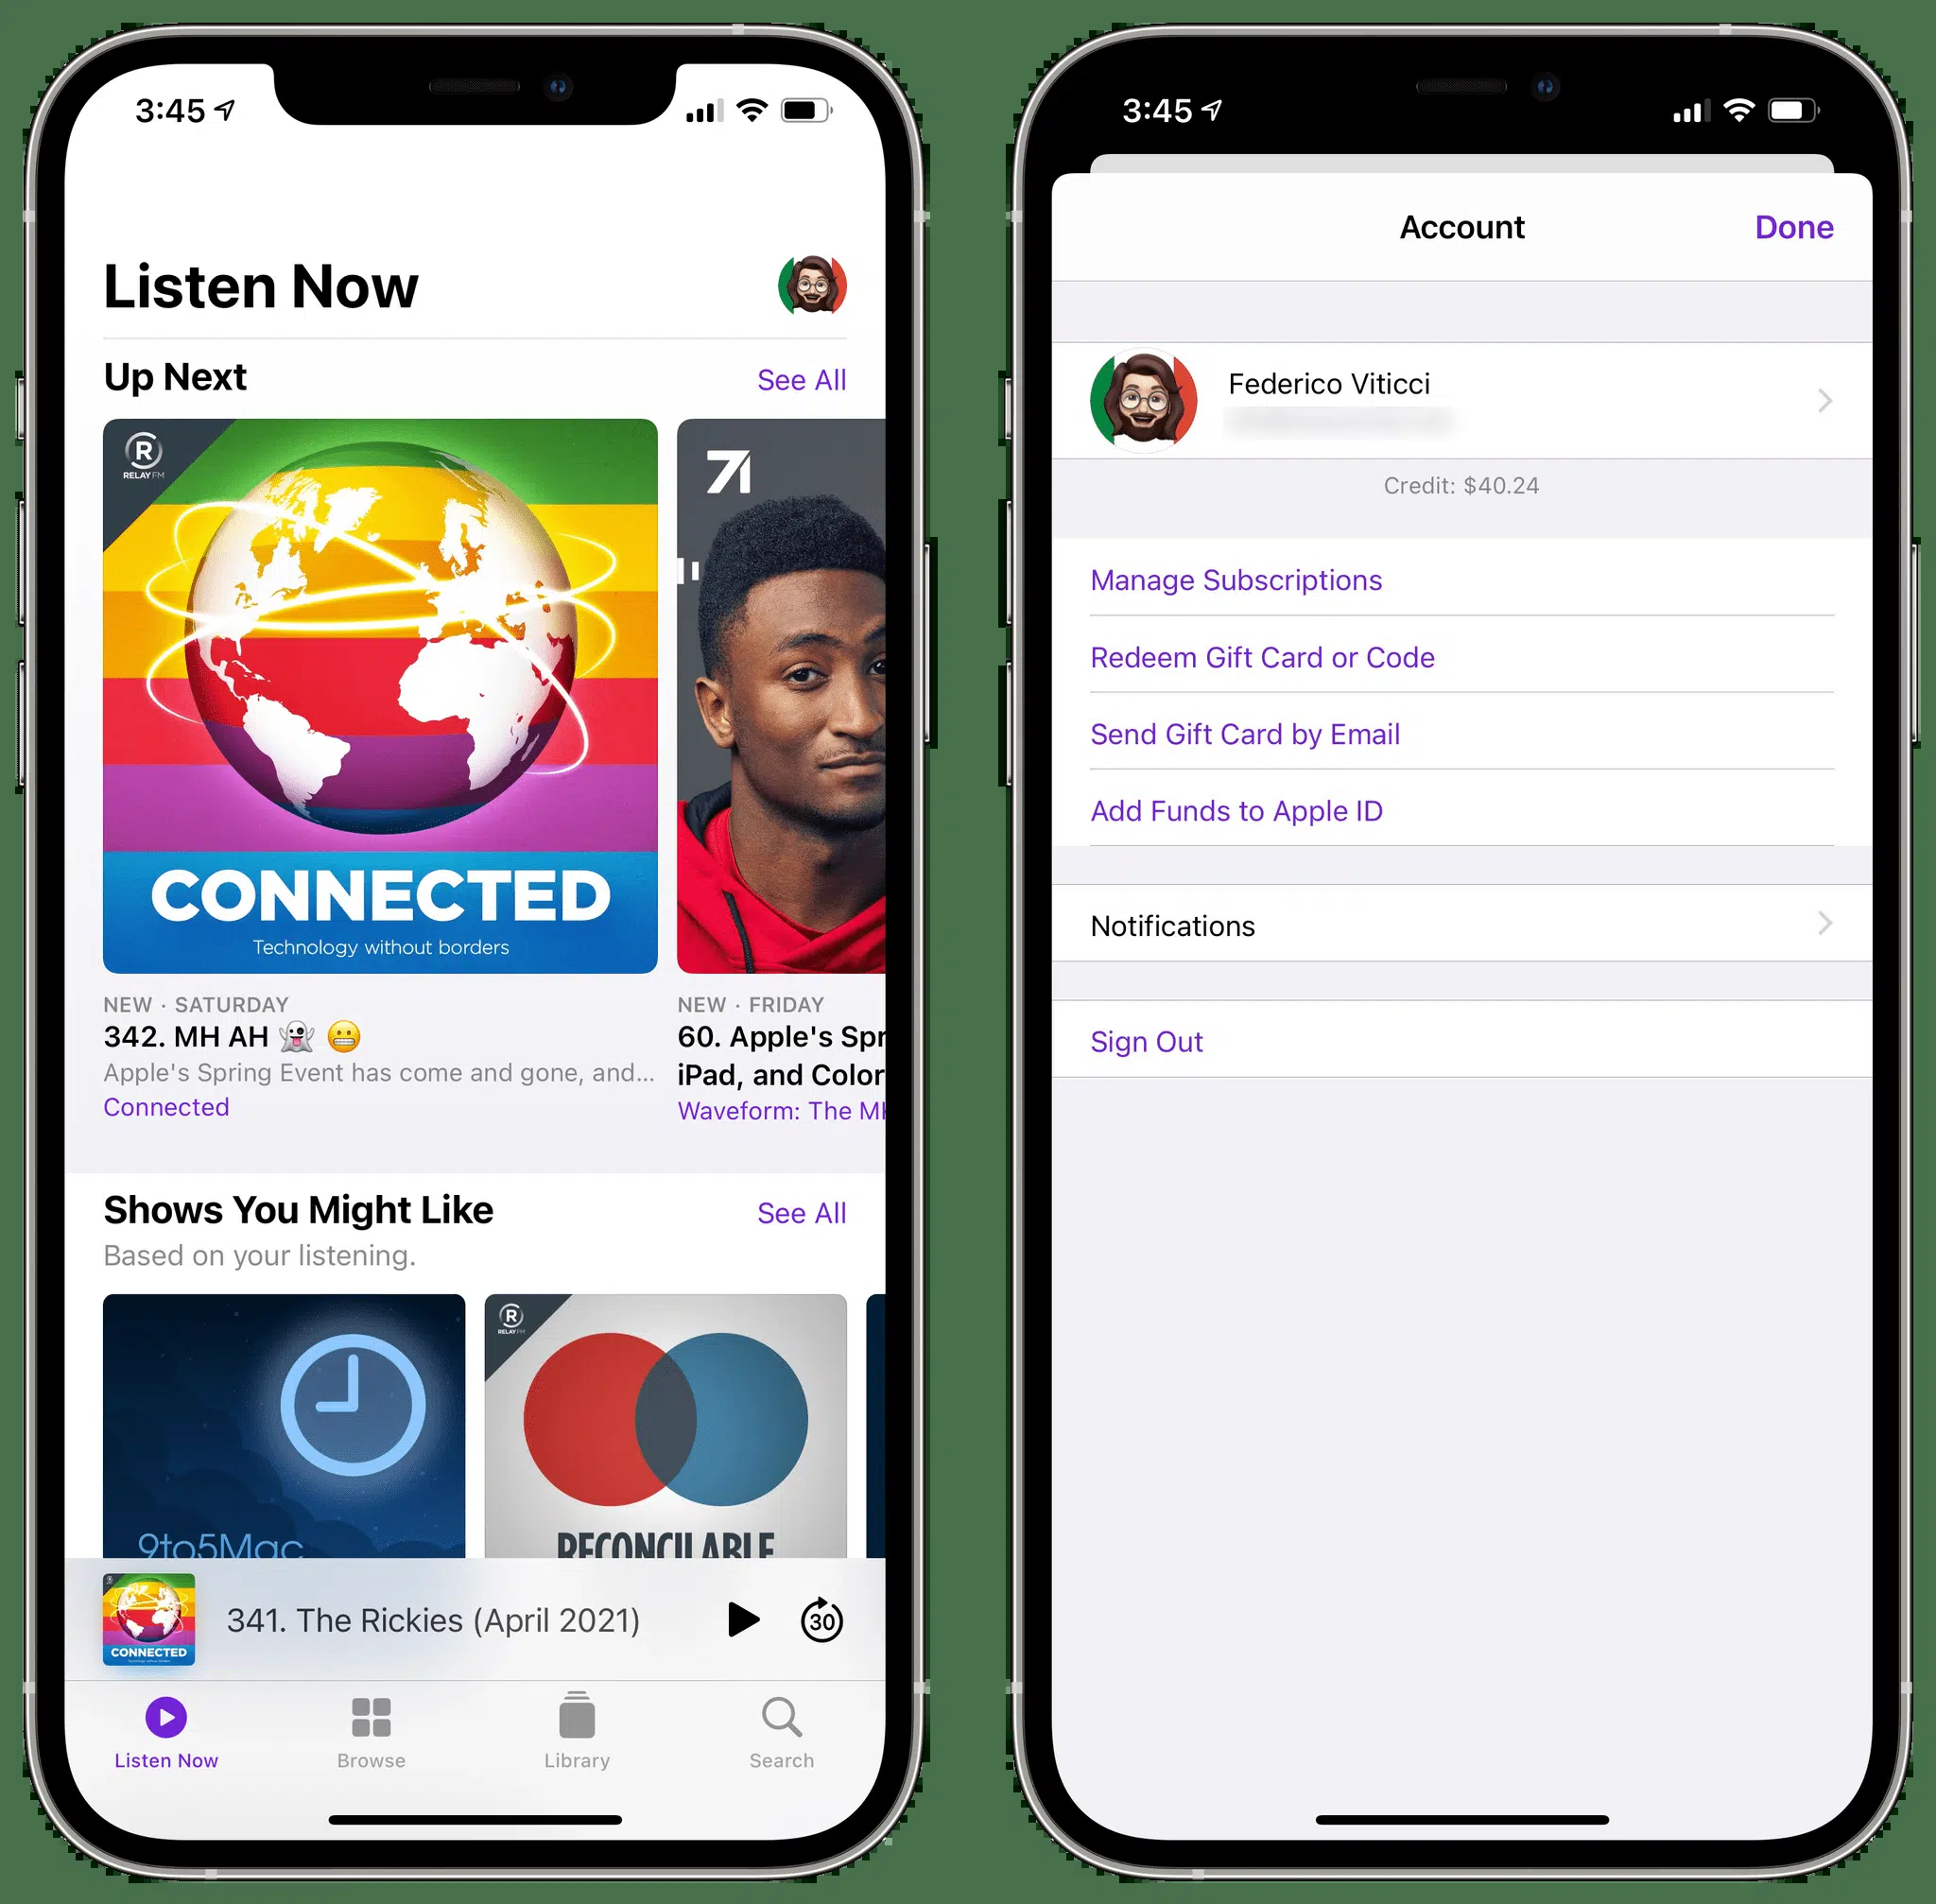 3:45
Listen Now
Up Next
See All
R
RELAY FM
CONNECTED
Technology without borders
NEW · SATURDAY
342. MH AH 👻 😬
Apple's Spring Event has come and gone, and...
Connected
NEW · FRIDAY
60. Apple's Spr
iPad, and Color
Waveform: The
Shows You Might Like
See All
Based on your listening.
9to5Mac
R
RELAY FM
RECONCILABLE
CONNECTED
341. The Rickies (April 2021)
30
Listen Now
Browse
Library
Search
3:45
Account
Done
Federico Viticci
Credit: $40.24
Manage Subscriptions
Redeem Gift Card or Code
Send Gift Card by Email
Add Funds to Apple ID
Notifications
Sign Out